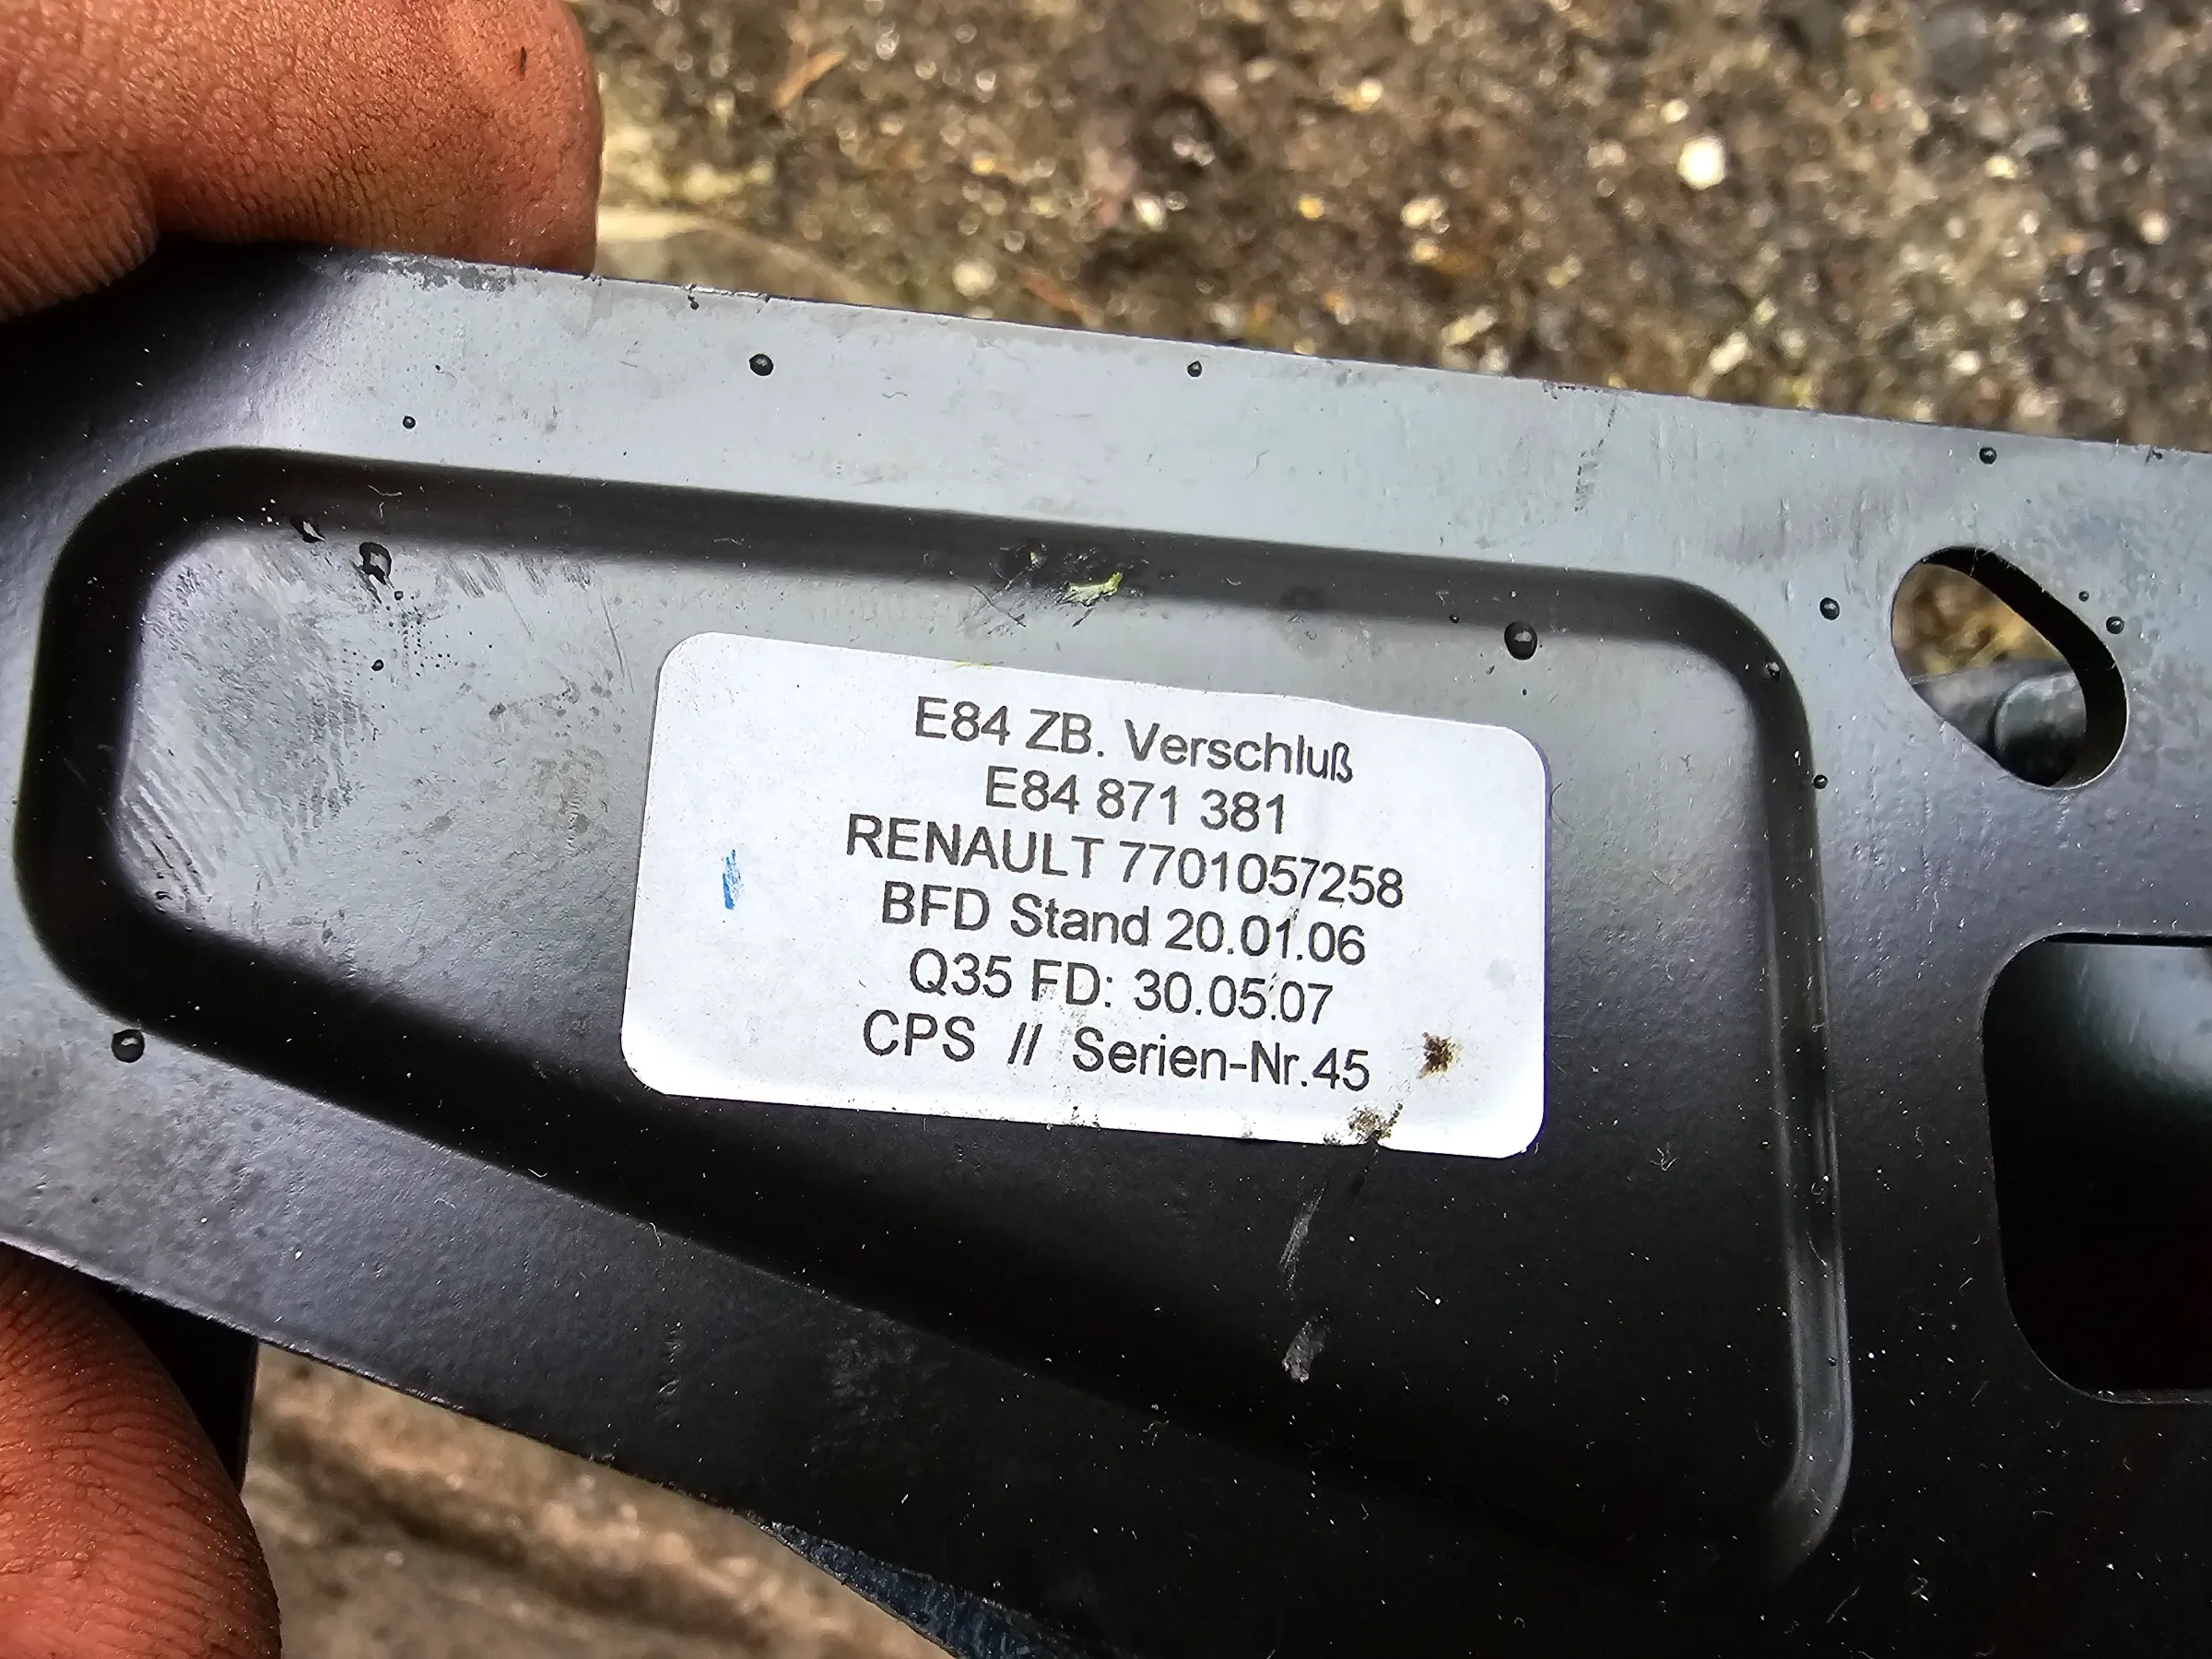 E84 ZB. Verschluß
E84 871 381
RENAULT 7701057258
BFD Stand 20.01.06
Q35 FD: 30.05.07
CPS // Serien-Nr.45